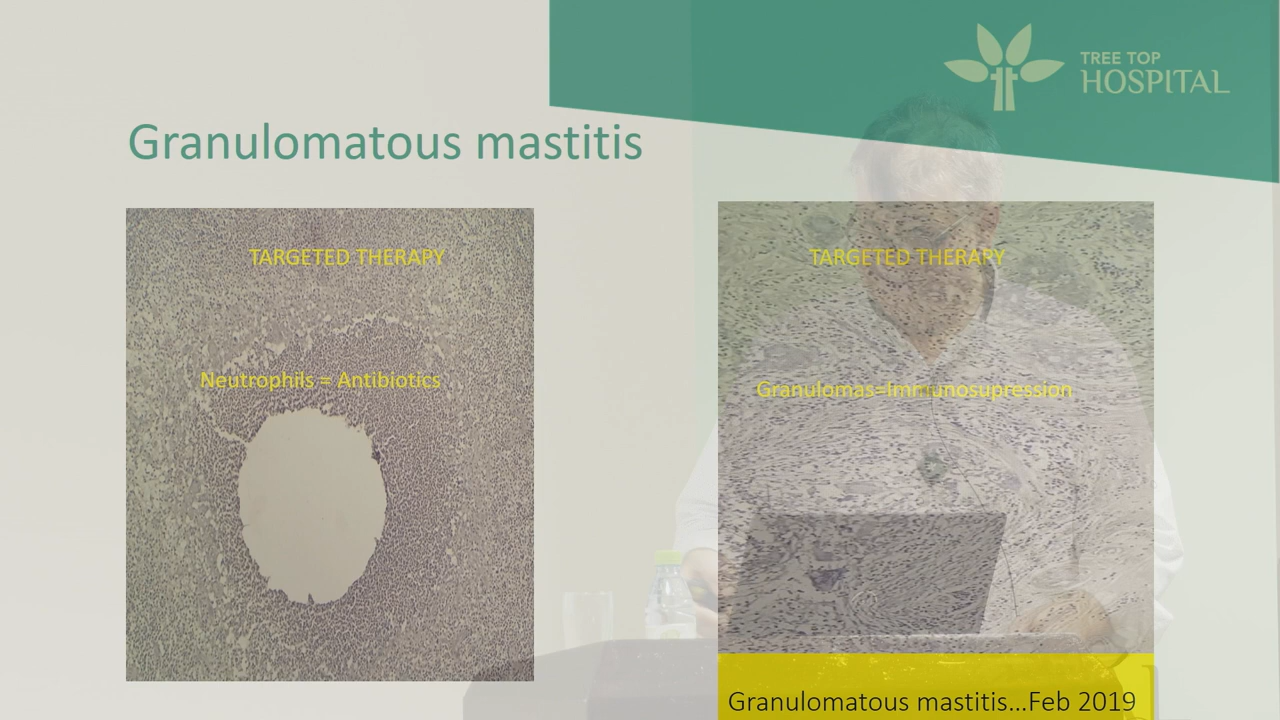 TREE TOP
HOSPITAL
Granulomatous mastitis
TARGETED THERAPY
TARGETED THERAPY
Neutrophils = Antibiotics
Granulomas=Immunosupression
Granulomatous mastitis...Feb 2019